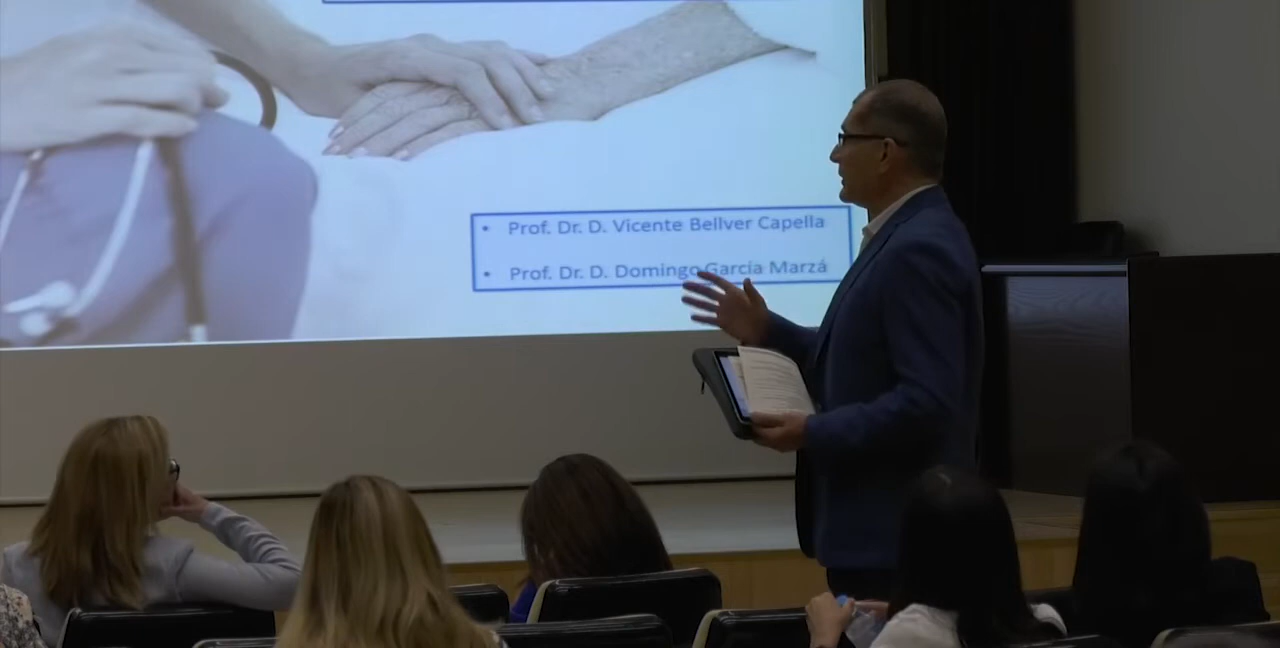 • Prof. Dr. D. Vicente Bellver Capella
• Prof. Dr. D. Domingo García Marzá